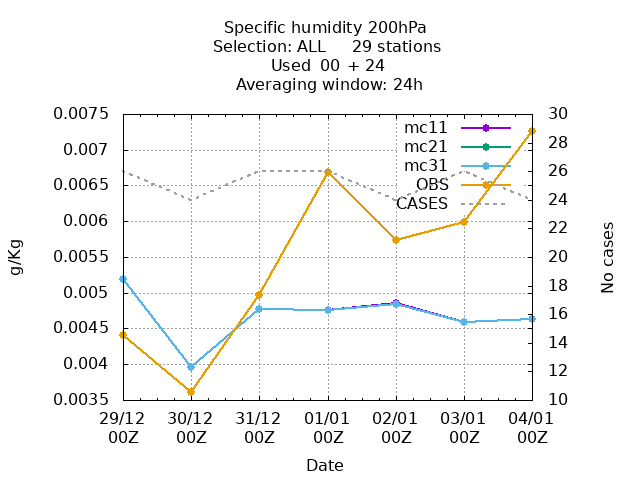 Specific humidity 200hPa
Selection: ALL 29 stations
Used 00 + 24
Averaging window: 24h
0.0075
0.007
0.0065
0.006
0.0055
0.005
0.0045
0.004
0.0035
g/Kg
mc11
mc21
mc31
OBS
CASES
30
28
26
24
22
20
18
16
14
12
10
No cases
29/12 30/12 31/12 01/01 02/01 03/01 04/01
00Z 00Z 00Z 00Z 00Z 00Z 00Z
Date